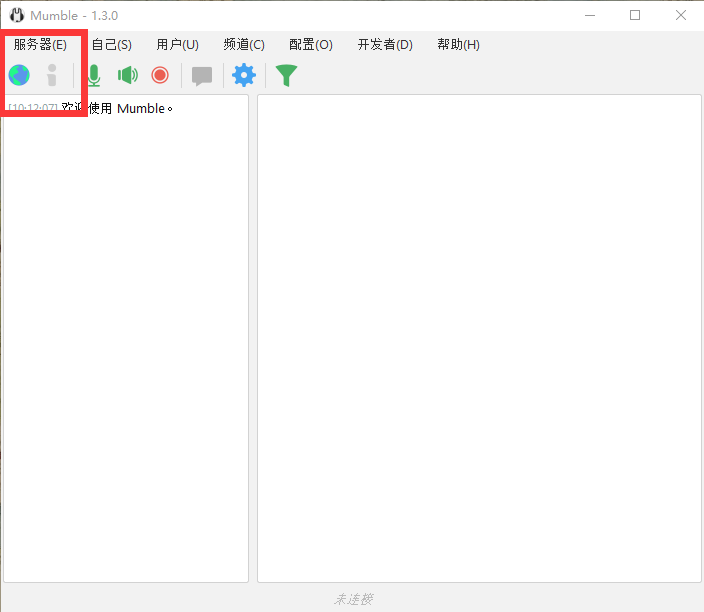 Mumble - 1.3.0
服务器(E) 自己(S) 用户(U) 频道(C) 配置(O) 开发者(D) 帮助(H)
[10:12:07] 欢迎使用 Mumble。
未连接